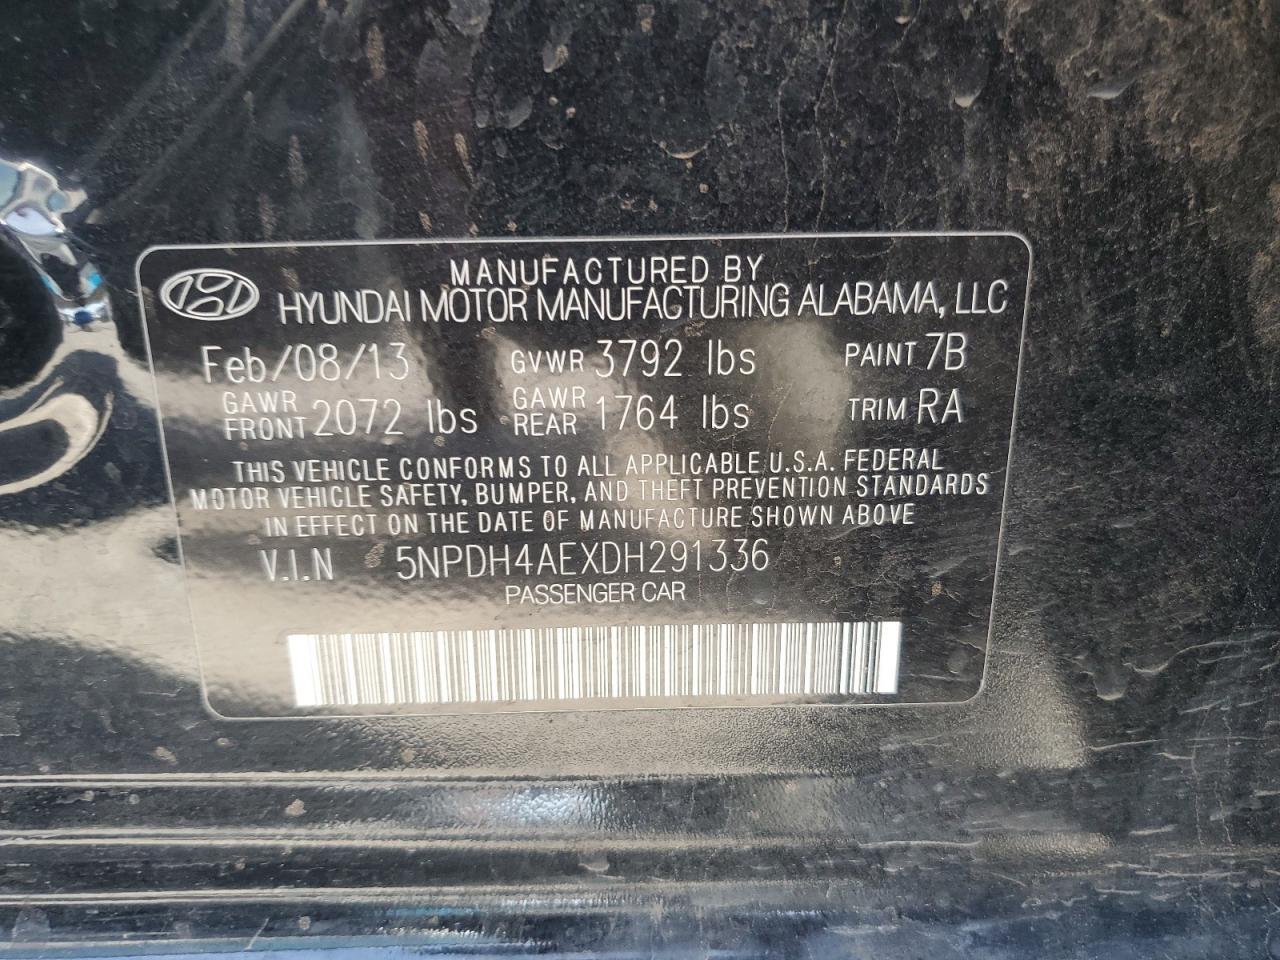 MANUFACTURED BY
HYUNDAI MOTOR MANUFACTURING ALABAMA, LLC
Feb/08/13 GVWR 3792 lbs PAINT 7B
GAWR FRONT 2072 lbs GAWR REAR 1764 lbs TRIM RA
THIS VEHICLE CONFORMS TO ALL APPLICABLE U.S.A. FEDERAL
MOTOR VEHICLE SAFETY, BUMPER, AND THEFT PREVENTION STANDARDS
IN EFFECT ON THE DATE OF MANUFACTURE SHOWN ABOVE
V.I.N 5NPDH4AEXDH291336
PASSENGER CAR